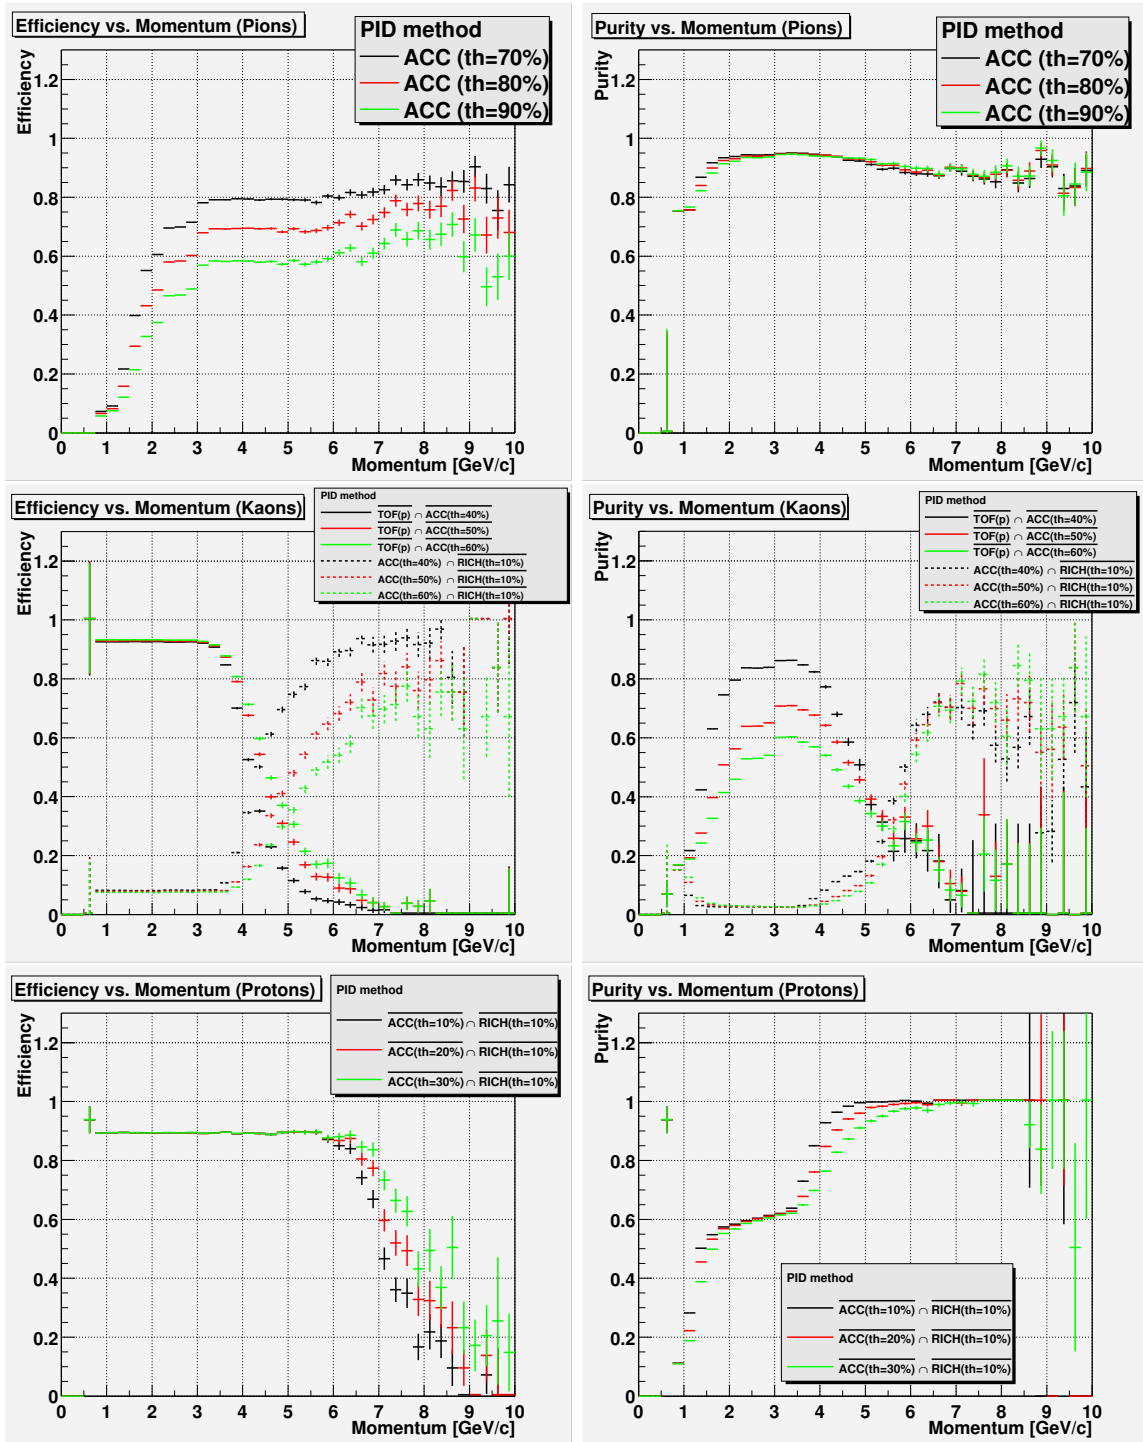 Efficiency vs. Momentum (Pions)
PID method
ACC (th=70%)
ACC (th=80%)
ACC (th=90%)
Efficiency
1.2
1
0.8
0.6
0.4
0.2
0
0 1 2 3 4 5 6 7 8 9 10
Momentum [GeV/c]
Purity vs. Momentum (Pions)
PID method
ACC (th=70%)
ACC (th=80%)
ACC (th=90%)
Purity
1.2
1
0.8
0.6
0.4
0.2
0
0 1 2 3 4 5 6 7 8 9 10
Momentum [GeV/c]
Efficiency vs. Momentum (Kaons)
PID method
TOF(p) ∩ ACC(th=40%)
TOF(p) ∩ ACC(th=50%)
TOF(p) ∩ ACC(th=60%)
ACC(th=40%) ∩ RICH(th=10%)
ACC(th=50%) ∩ RICH(th=10%)
ACC(th=60%) ∩ RICH(th=10%)
Efficiency
1.2
1
0.8
0.6
0.4
0.2
0
0 1 2 3 4 5 6 7 8 9 10
Momentum [GeV/c]
Purity vs. Momentum (Kaons)
PID method
TOF(p) ∩ ACC(th=40%)
TOF(p) ∩ ACC(th=50%)
TOF(p) ∩ ACC(th=60%)
ACC(th=40%) ∩ RICH(th=10%)
ACC(th=50%) ∩ RICH(th=10%)
ACC(th=60%) ∩ RICH(th=10%)
Purity
1.2
1
0.8
0.6
0.4
0.2
0
0 1 2 3 4 5 6 7 8 9 10
Momentum [GeV/c]
Efficiency vs. Momentum (Protons)
PID method
ACC(th=10%) ∩ RICH(th=10%)
ACC(th=20%) ∩ RICH(th=10%)
ACC(th=30%) ∩ RICH(th=10%)
Efficiency
1.2
1
0.8
0.6
0.4
0.2
0
0 1 2 3 4 5 6 7 8 9 10
Momentum [GeV/c]
Purity vs. Momentum (Protons)
Purity
1.2
1
0.8
0.6
0.4
0.2
0
PID method
ACC(th=10%) ∩ RICH(th=10%)
ACC(th=20%) ∩ RICH(th=10%)
ACC(th=30%) ∩ RICH(th=10%)
0 1 2 3 4 5 6 7 8 9 10
Momentum [GeV/c]